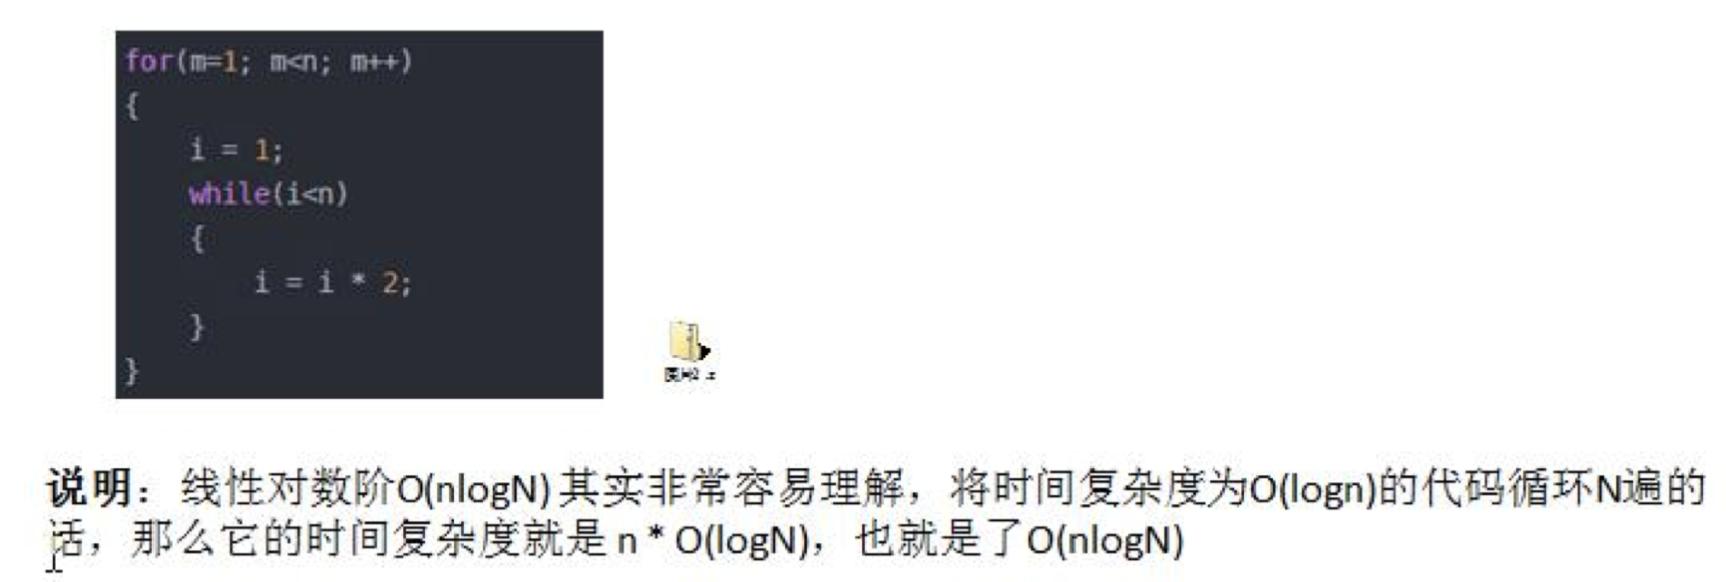 for(m=1; m<n; m++)
{
i = 1;
while(i<n)
{
i = i * 2;
}
}
说明：线性对数阶O(nlogN) 其实非常容易理解，将时间复杂度为O(logn)的代码循环N遍的
话，那么它的时间复杂度就是 n * O(logN)，也就是了O(nlogN)